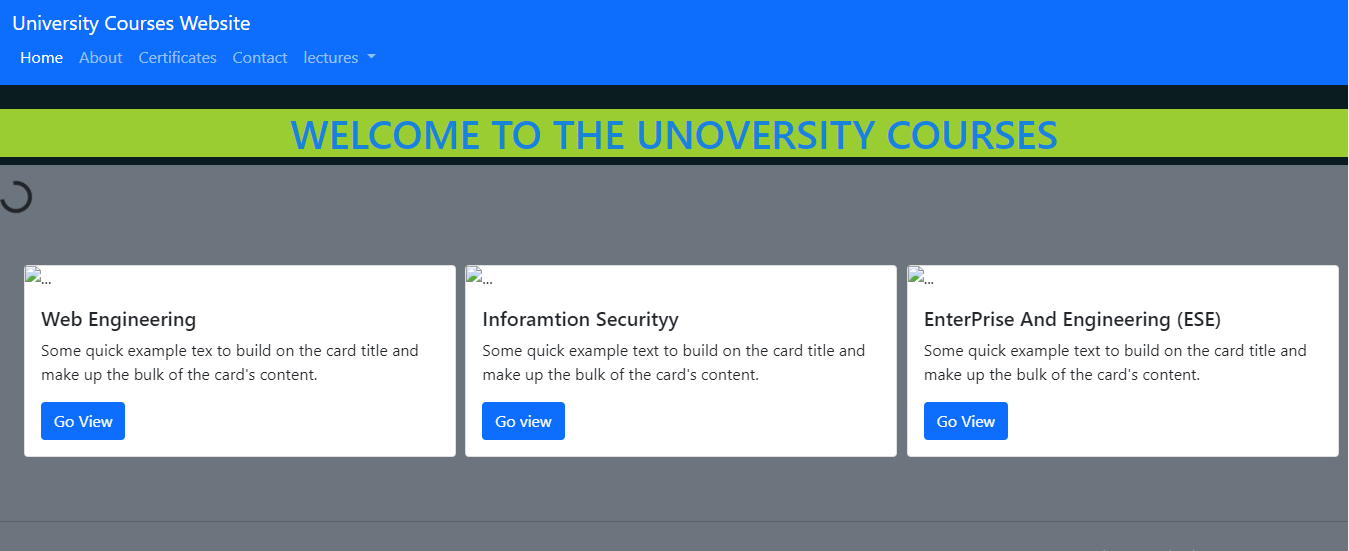 University Courses Website
Home About Certificates Contact lectures
WELCOME TO THE UNOVERSITY COURSES
... ... ...
Web Engineering Inforamtion Securityy EnterPrise And Engineering (ESE)
Some quick example tex to build on the card title and Some quick example text to build on the card title and Some quick example text to build on the card title and
make up the bulk of the card's content. make up the bulk of the card's content. make up the bulk of the card's content.
Go View Go view Go View